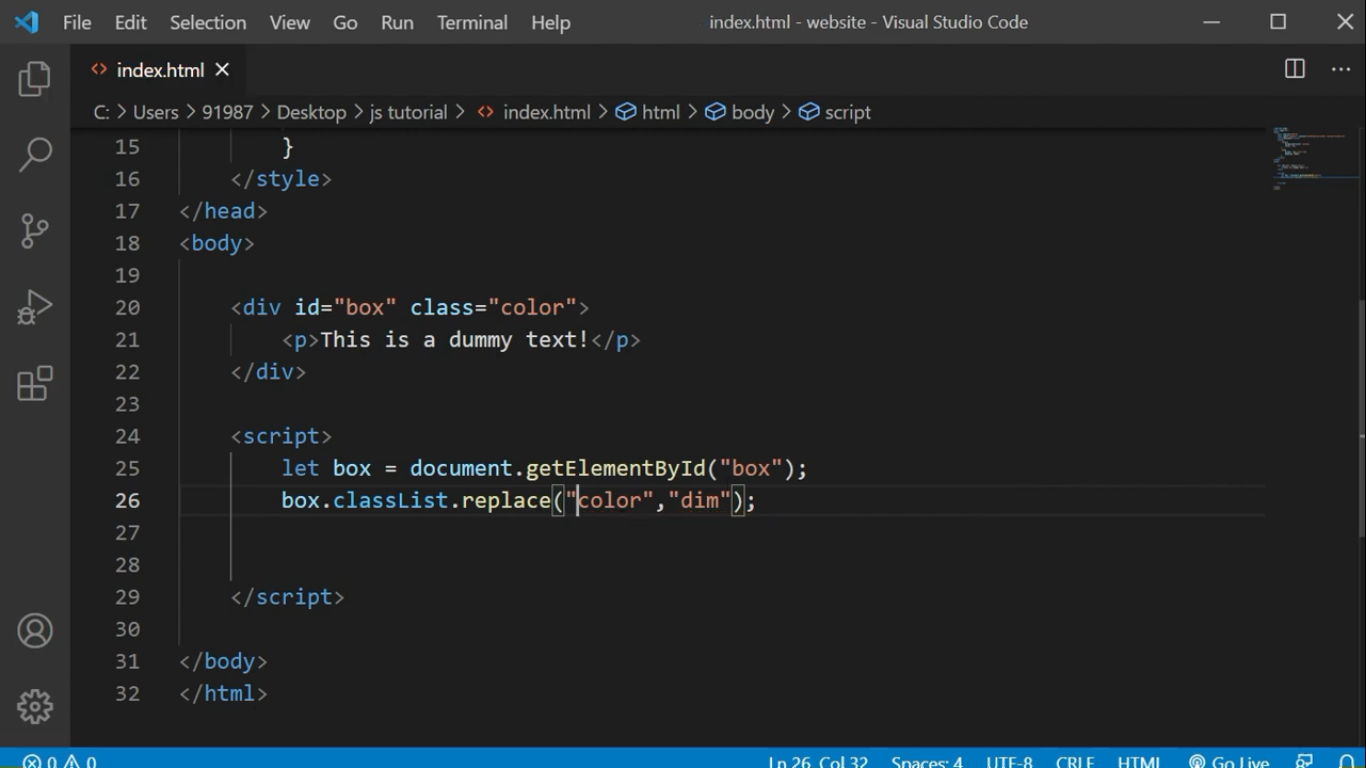 File Edit Selection View Go Run Terminal Help index.html - website - Visual Studio Code
index.html
C: > Users > 91987 > Desktop > js tutorial > index.html > html > body > script
15 }
16 </style>
17 </head>
18 <body>
19
20 <div id="box" class="color">
21 <p>This is a dummy text!</p>
22 </div>
23
24 <script>
25 let box = document.getElementById("box");
26 box.classList.replace("color","dim");
27
28
29 </script>
30
31 </body>
32 </html>
0 0 Ln 26, Col 32 Spaces: 4 UTF-8 CRLF HTML Go Live